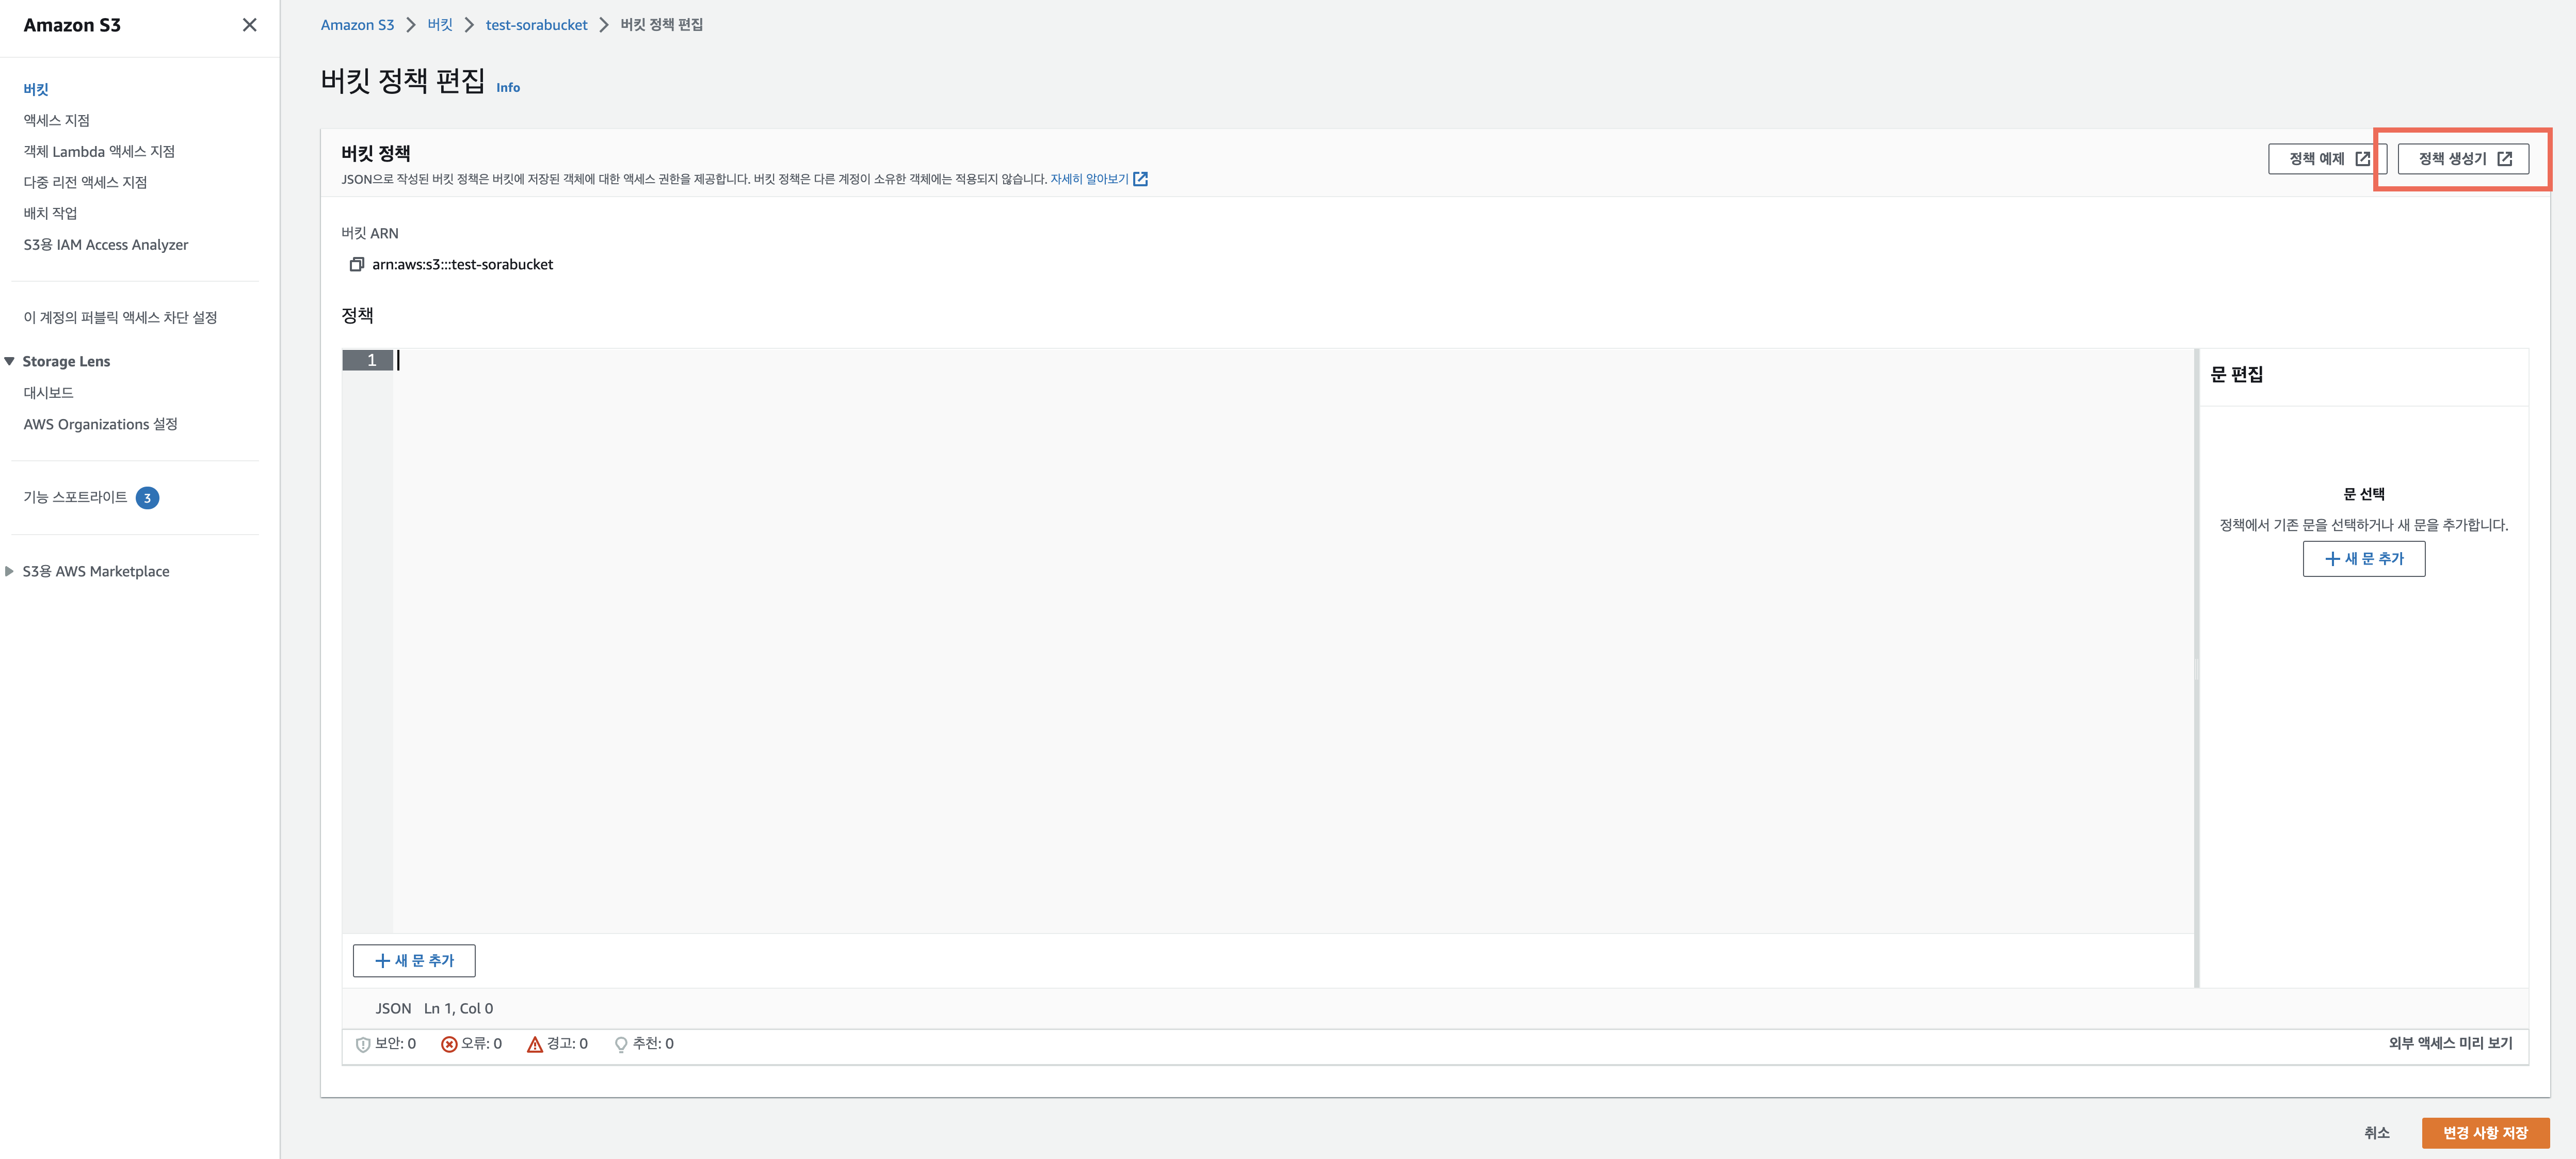 Amazon S3
버킷
액세스 지점
객체 Lambda 액세스 지점
다중 리전 액세스 지점
배치 작업
S3용 IAM Access Analyzer
이 계정의 퍼블릭 액세스 차단 설정
Storage Lens
대시보드
AWS Organizations 설정
기능 스포트라이트 3
S3용 AWS Marketplace
Amazon S3 버킷 test-sorabucket 버킷 정책 편집
버킷 정책 편집 Info
버킷 정책
JSON으로 작성된 버킷 정책은 버킷에 저장된 객체에 대한 액세스 권한을 제공합니다. 버킷 정책은 다른 계정이 소유한 객체에는 적용되지 않습니다. 자세히 알아보기
정책 예제
정책 생성기
버킷 ARN
arn:aws:s3:::test-sorabucket
정책
1
문 편집
문 선택
정책에서 기존 문을 선택하거나 새 문을 추가합니다.
새 문 추가
새 문 추가
JSON Ln 1, Col 0
보안: 0 오류: 0 경고: 0 추천: 0
외부 액세스 미리 보기
취소
변경 사항 저장